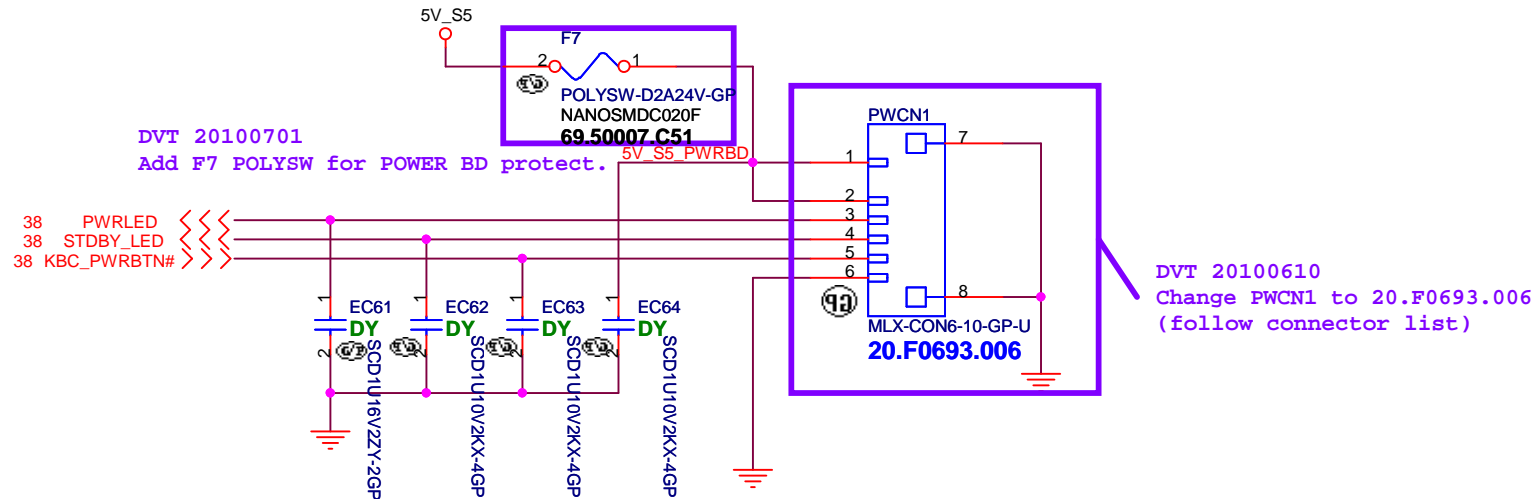 5V_S5
F7
2
1
POLYSW-D2A24V-GP
NANOSMDC020F
69.50007.C51
DVT 20100701
Add F7 POLYSW for POWER BD protect.
5V_S5_PWRBD
PWCN1
7
1
2
3
4
5
6
8
GP
MLX-CON6-10-GP-U
20.F0693.006
38 PWRLED
38 STDBY_LED
38 KBC_PWRBTN#
DVT 20100610
Change PWCN1 to 20.F0693.006
(follow connector list)
1
EC61
DY
2
SCD1U16V2ZY-2GP
1
EC62
DY
2
SCD1U10V2KX-4GP
1
EC63
DY
2
SCD1U10V2KX-4GP
1
EC64
DY
2
SCD1U10V2KX-4GP